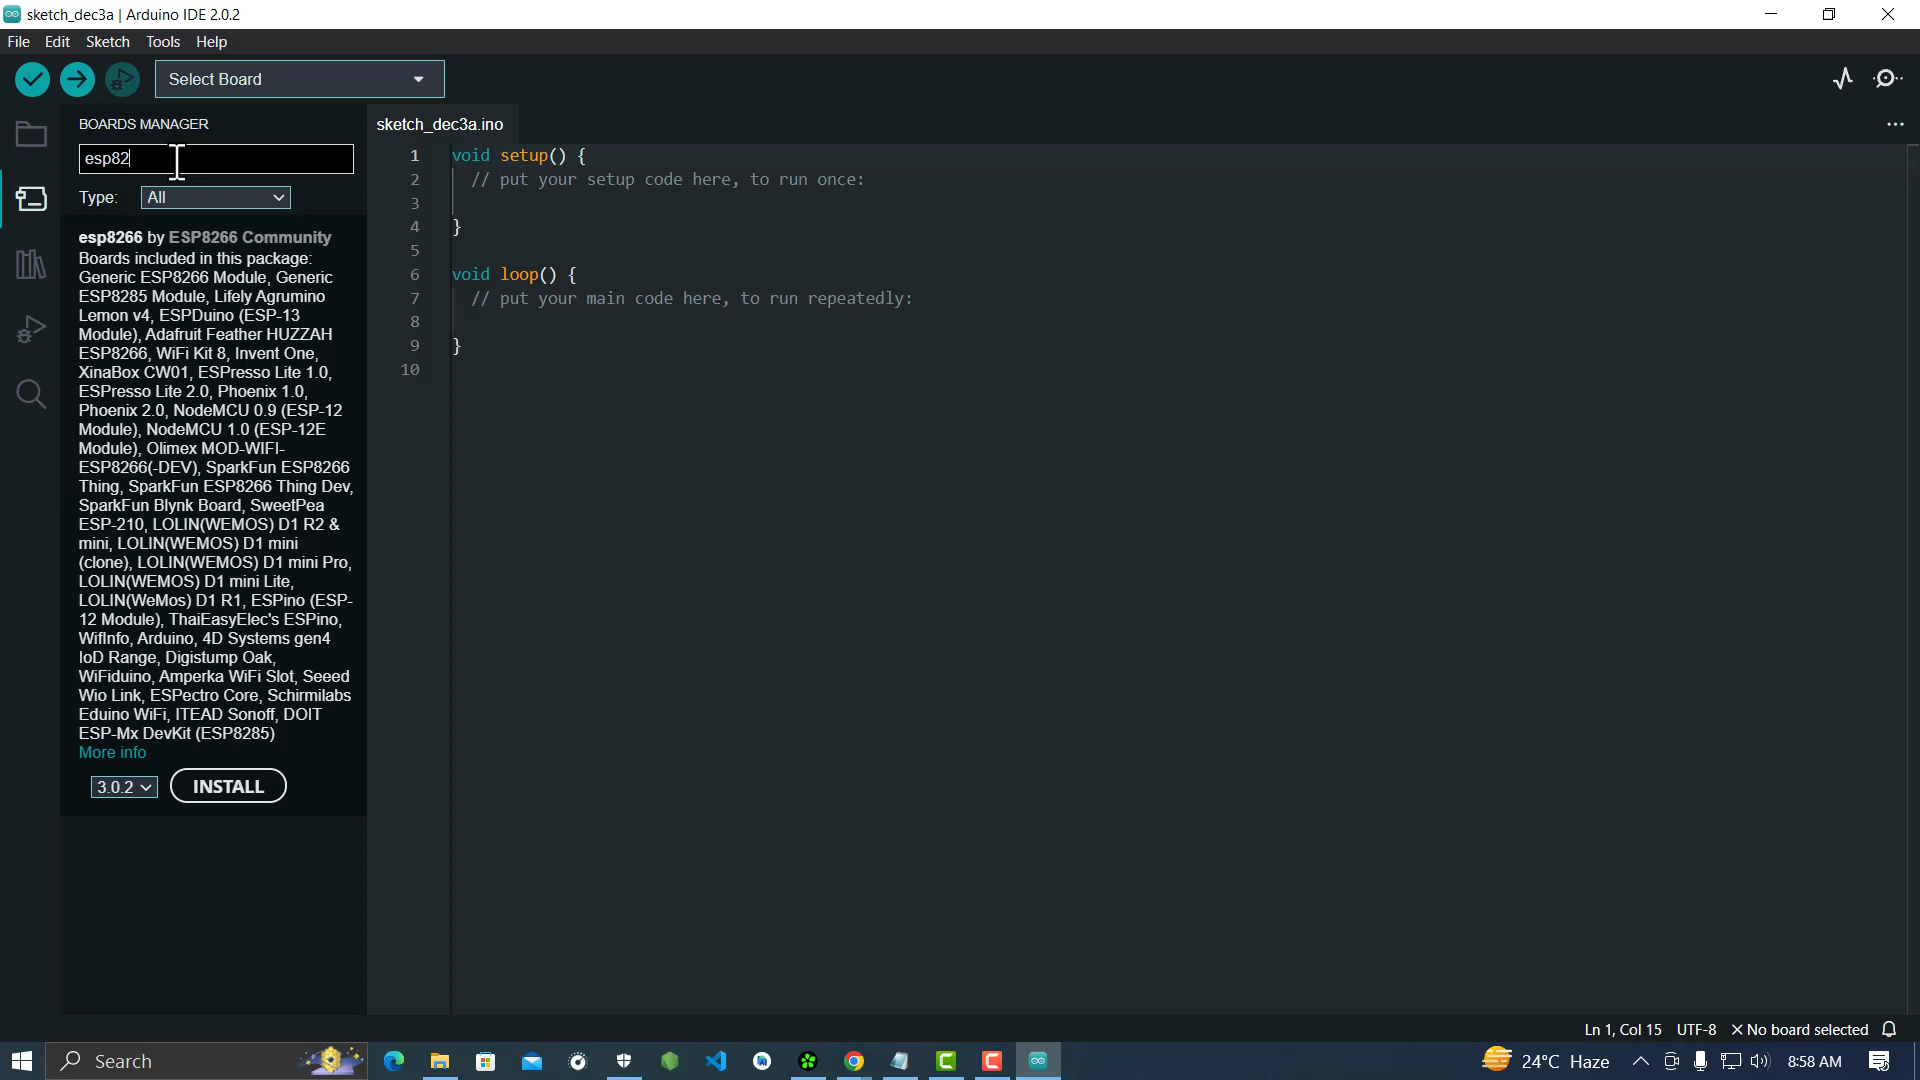 sketch_dec3a | Arduino IDE 2.0.2
File Edit Sketch Tools Help
Select Board
BOARDS MANAGER
esp82
Type: All
esp8266 by ESP8266 Community
Boards included in this package:
Generic ESP8266 Module, Generic
ESP8285 Module, Lifely Agrumino
Lemon v4, ESPDuino (ESP-13
Module), Adafruit Feather HUZZAH
ESP8266, WiFi Kit 8, Invent One,
XinaBox CW01, ESPresso Lite 1.0,
ESPresso Lite 2.0, Phoenix 1.0,
Phoenix 2.0, NodeMCU 0.9 (ESP-12
Module), NodeMCU 1.0 (ESP-12E
Module), Olimex MOD-WIFI-
ESP8266(-DEV), SparkFun ESP8266
Thing, SparkFun ESP8266 Thing Dev,
SparkFun Blynk Board, SweetPea
ESP-210, LOLIN(WEMOS) D1 R2 &
mini, LOLIN(WEMOS) D1 mini
(clone), LOLIN(WEMOS) D1 mini Pro,
LOLIN(WEMOS) D1 mini Lite,
LOLIN(WeMos) D1 R1, ESPino (ESP-
12 Module), ThaiEasyElec's ESPino,
WifInfo, Arduino, 4D Systems gen4
IoD Range, Digistump Oak,
WiFiduino, Amperka WiFi Slot, Seeed
Wio Link, ESPectro Core, Schirmilabs
Eduino WiFi, ITEAD Sonoff, DOIT
ESP-Mx DevKit (ESP8285)
More info
3.0.2 INSTALL
sketch_dec3a.ino
1 void setup() {
2 // put your setup code here, to run once:
3
4 }
5
6 void loop() {
7 // put your main code here, to run repeatedly:
8
9 }
10
Ln 1, Col 15 UTF-8 No board selected
Search
24°C Haze
8:58 AM